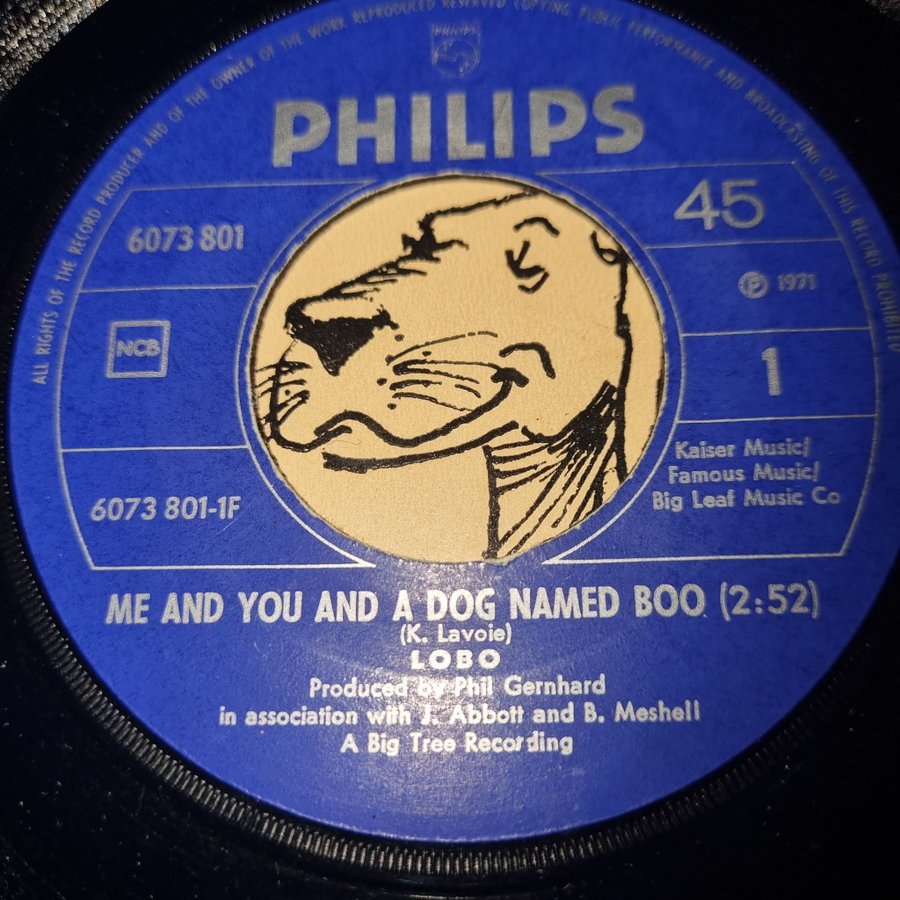 ALL RIGHTS OF THE RECORD PRODUCER AND OF THE OWNER OF THE WORK REPRODUCED RESERVED COPYING, PUBLIC PERFORMANCE AND BROADCASTING OF THIS RECORD PROHIBITED
PHILIPS
PHILIPS
6073 801
45
Ⓟ 1971
NCB
1
Kaiser Music/
Famous Music/
Big Leaf Music Co
6073 801-1F
ME AND YOU AND A DOG NAMED BOO (2:52)
(K. Lavoie)
LOBO
Produced by Phil Gernhard
in association with J. Abbott and B. Meshell
A Big Tree Recording